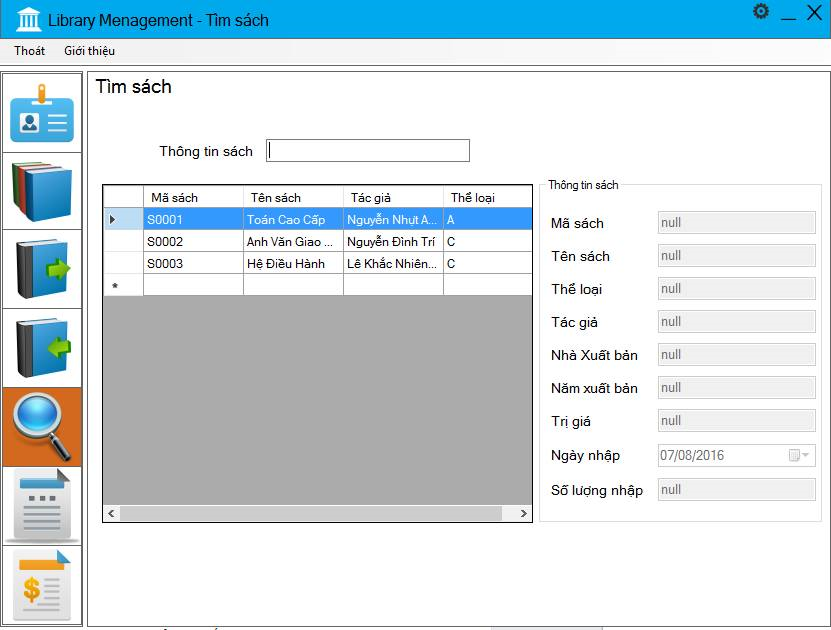 Library Menagement - Tìm sách
Thoát Giới thiệu
Tìm sách
Thông tin sách
Mã sách Tên sách Tác giả Thể loại
S0001 Toán Cao Cấp Nguyễn Nhựt A... A
S0002 Anh Văn Giao ... Nguyễn Đình Trí C
S0003 Hệ Điều Hành Lê Khắc Nhiên... C
*
Thông tin sách
Mã sách null
Tên sách null
Thể loại null
Tác giả null
Nhà Xuất bản null
Năm xuất bản null
Trị giá null
Ngày nhập 07/08/2016
Số lượng nhập null